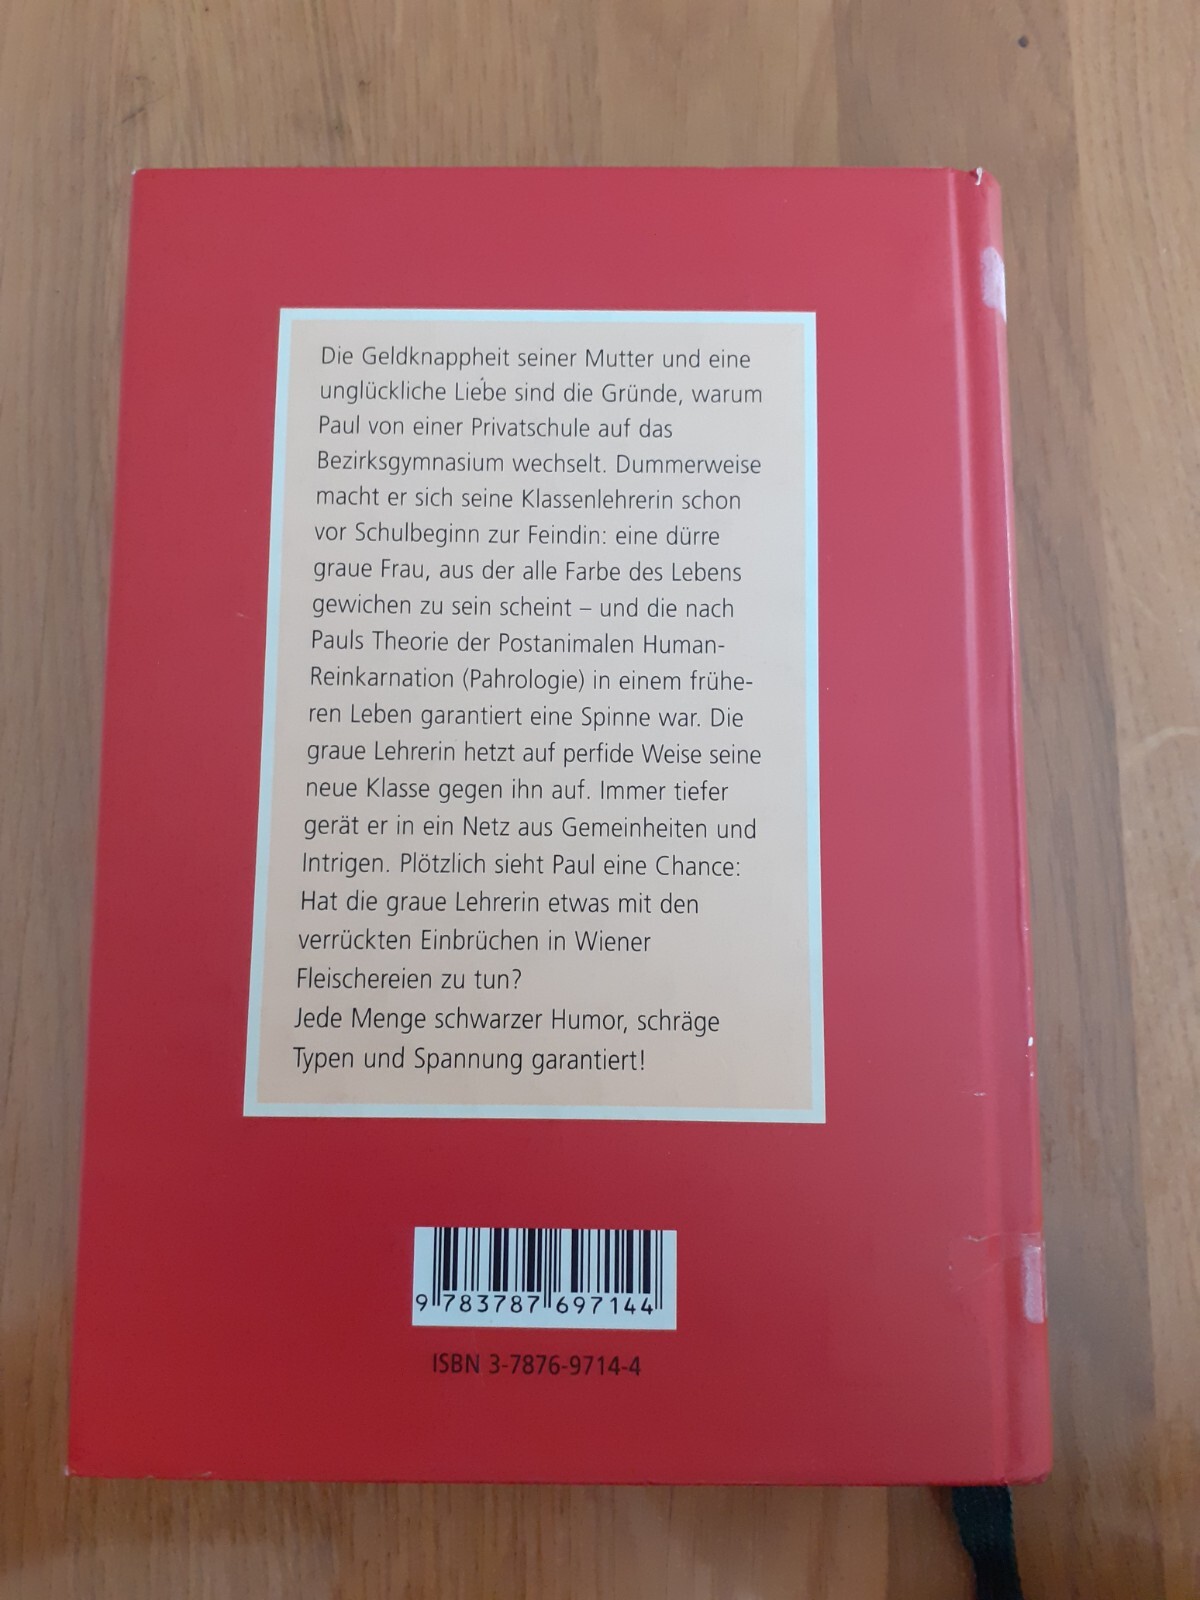 Die Geldknappheit seiner Mutter und eine
unglückliche Liebe sind die Gründe, warum
Paul von einer Privatschule auf das
Bezirksgymnasium wechselt. Dummerweise
macht er sich seine Klassenlehrerin schon
vor Schulbeginn zur Feindin: eine dürre
graue Frau, aus der alle Farbe des Lebens
gewichen zu sein scheint – und die nach
Pauls Theorie der Postanimalen Human-
Reinkarnation (Pahrologie) in einem frühe-
ren Leben garantiert eine Spinne war. Die
graue Lehrerin hetzt auf perfide Weise seine
neue Klasse gegen ihn auf. Immer tiefer
gerät er in ein Netz aus Gemeinheiten und
Intrigen. Plötzlich sieht Paul eine Chance:
Hat die graue Lehrerin etwas mit den
verrückten Einbrüchen in Wiener
Fleischereien zu tun?
Jede Menge schwarzer Humor, schräge
Typen und Spannung garantiert!
9 783787 697144
ISBN 3-7876-9714-4